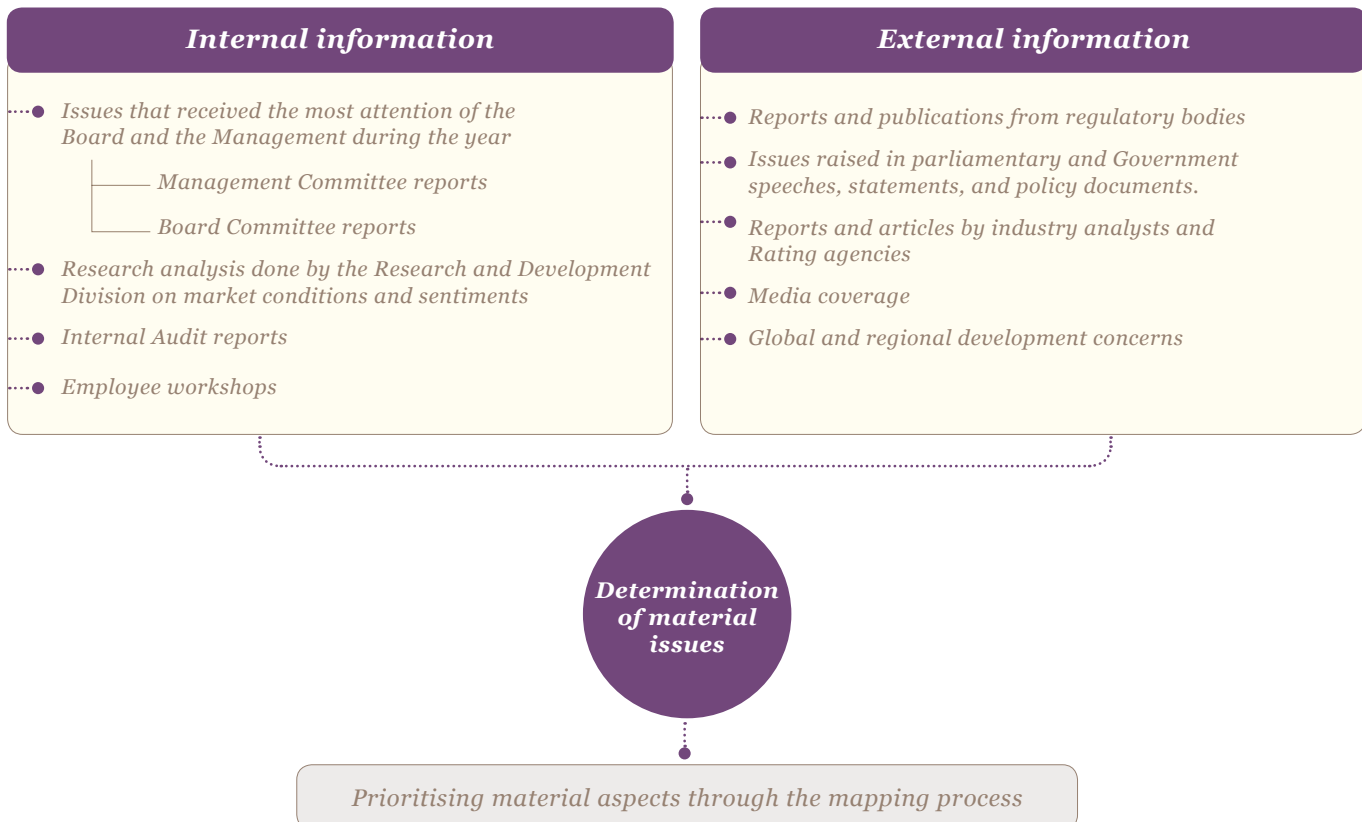 Internal information
Issues that received the most attention of the
Board and the Management during the year
Management Committee reports
Board Committee reports
Research analysis done by the Research and Development
Division on market conditions and sentiments
Internal Audit reports
Employee workshops
External information
Reports and publications from regulatory bodies
Issues raised in parliamentary and Government
speeches, statements, and policy documents.
Reports and articles by industry analysts and
Rating agencies
Media coverage
Global and regional development concerns
Determination
of material
issues
Prioritising material aspects through the mapping process